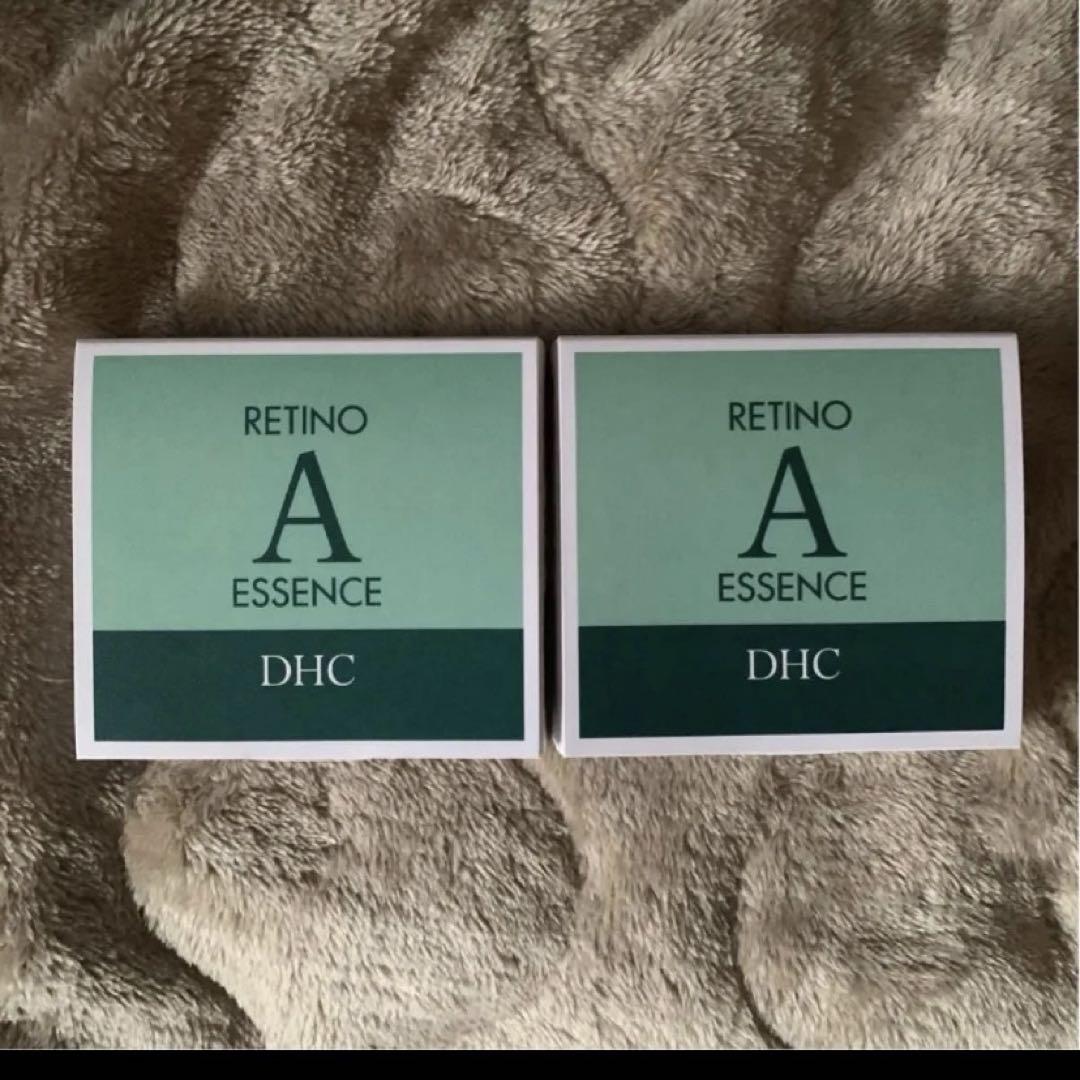 RETINO
A
ESSENCE
DHC
RETINO
A
ESSENCE
DHC